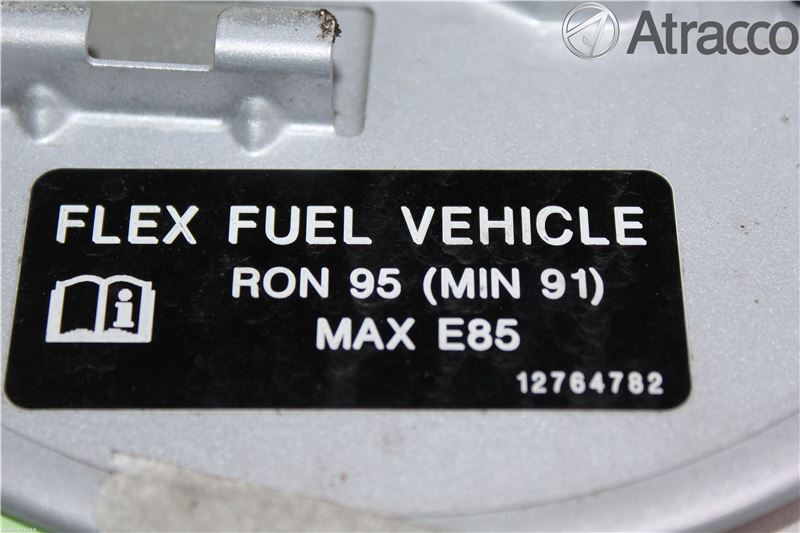 Atracco
FLEX FUEL VEHICLE
RON 95 (MIN 91)
MAX E85
12764782